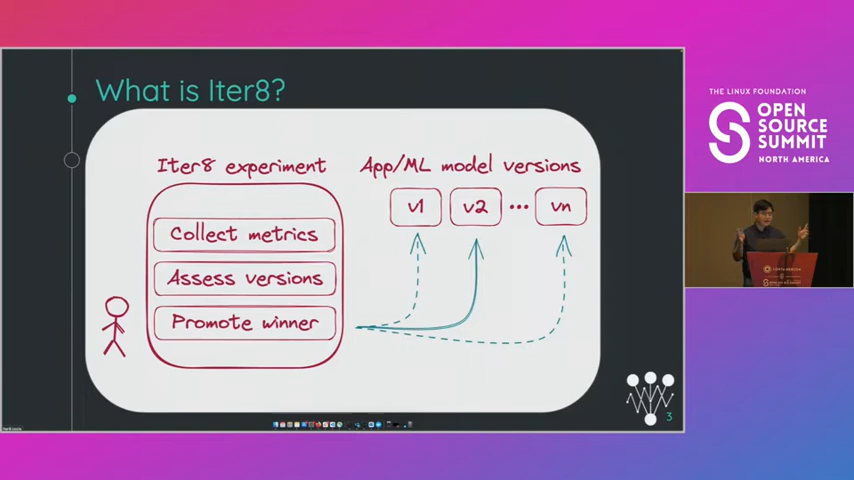 What is Iter8?
Iter8 experiment
Collect metrics
Assess versions
Promote winner
App/ML model versions
v1 v2 ... vn
3
THE LINUX FOUNDATION
OPEN
SOURCE
SUMMIT
NORTH AMERICA